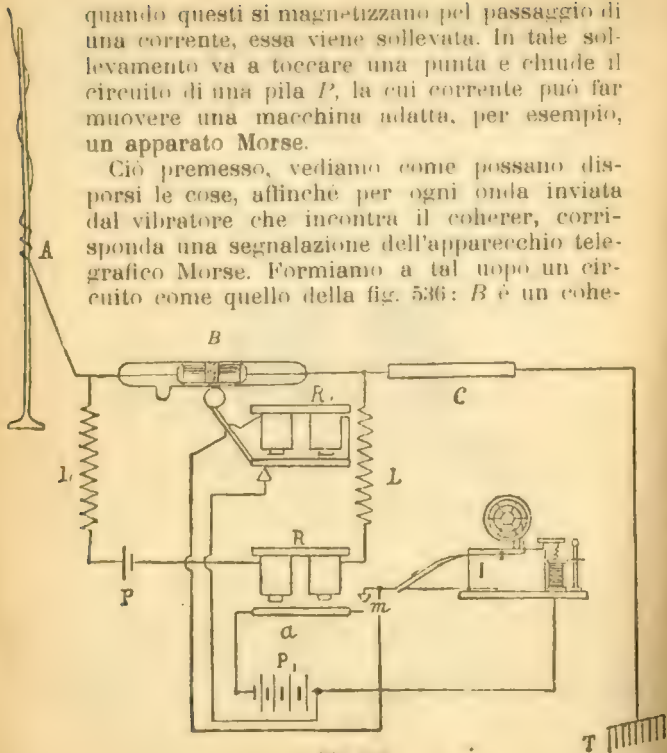 quando questi si magnetizzano pel passaggio di
una corrente, essa viene sollevata. In tale sol-
levamento va a toccare una punta e chiude il
circuito di una pila P, la cui corrente può far
muovere una macchina adatta, per esempio,
un apparato Morse.
Ciò premesso, vediamo come possano dis-
porsi le cose, affinchè per ogni onda inviata
dal vibratore che incontra il coherer, corri-
sponda una segnalazione dell'apparecchio tele-
grafico Morse. Formiamo a tal uopo un cir-
cuito come quello della fig. 536: B è un cohe-
A
B
R,
C
L
R
I
P
m
a
P,
T